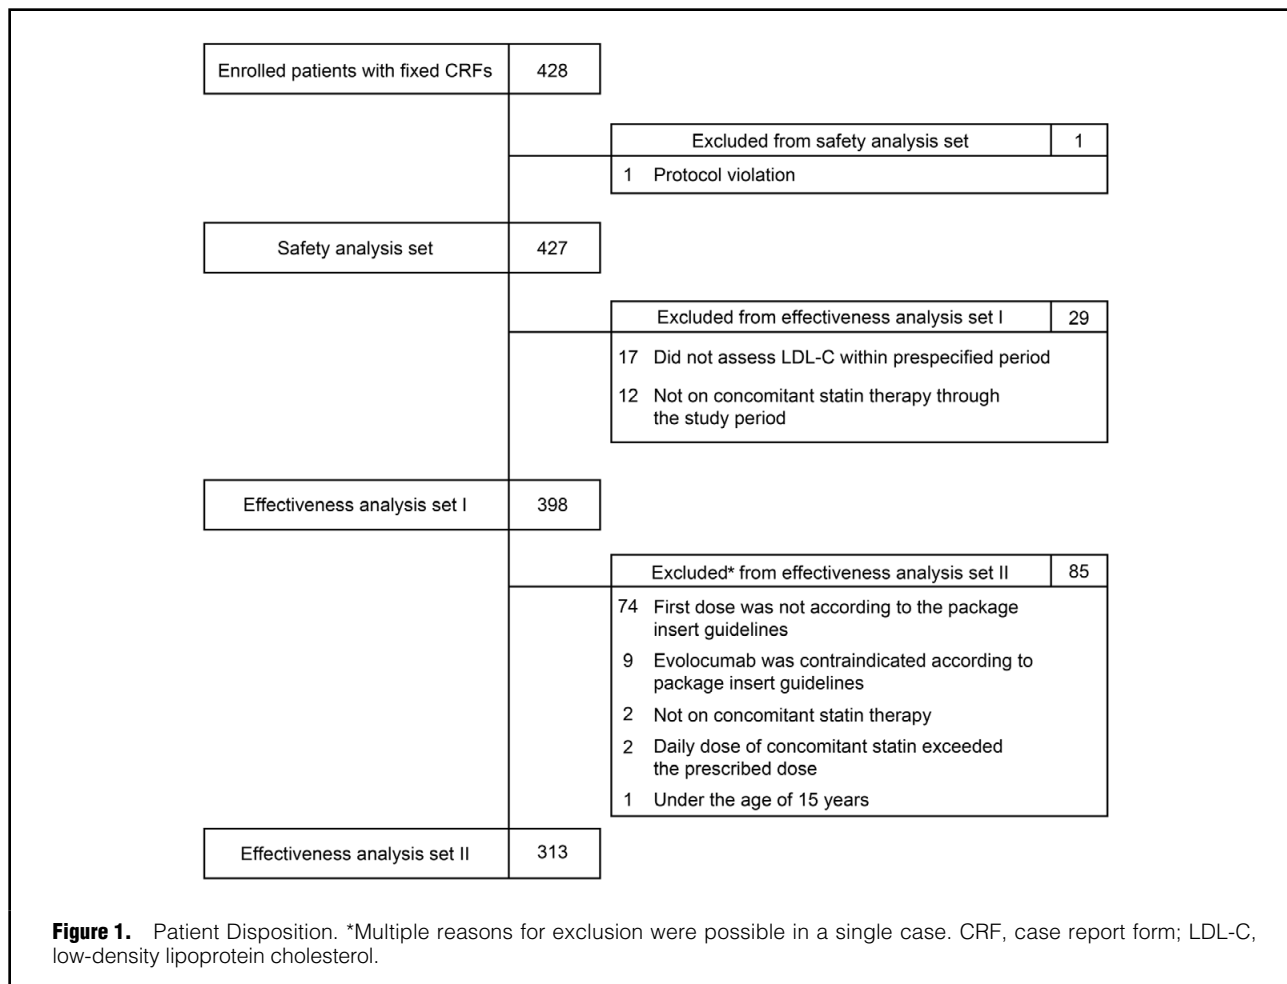 Enrolled patients with fixed CRFs 428
Excluded from safety analysis set 1
1 Protocol violation
Safety analysis set 427
Excluded from effectiveness analysis set I 29
17 Did not assess LDL-C within prespecified period
12 Not on concomitant statin therapy through
the study period
Effectiveness analysis set I 398
Excluded* from effectiveness analysis set II 85
74 First dose was not according to the package
insert guidelines
9 Evolocumab was contraindicated according to
package insert guidelines
2 Not on concomitant statin therapy
2 Daily dose of concomitant statin exceeded
the prescribed dose
1 Under the age of 15 years
Effectiveness analysis set II 313
Figure 1. Patient Disposition. *Multiple reasons for exclusion were possible in a single case. CRF, case report form; LDL-C,
low-density lipoprotein cholesterol.